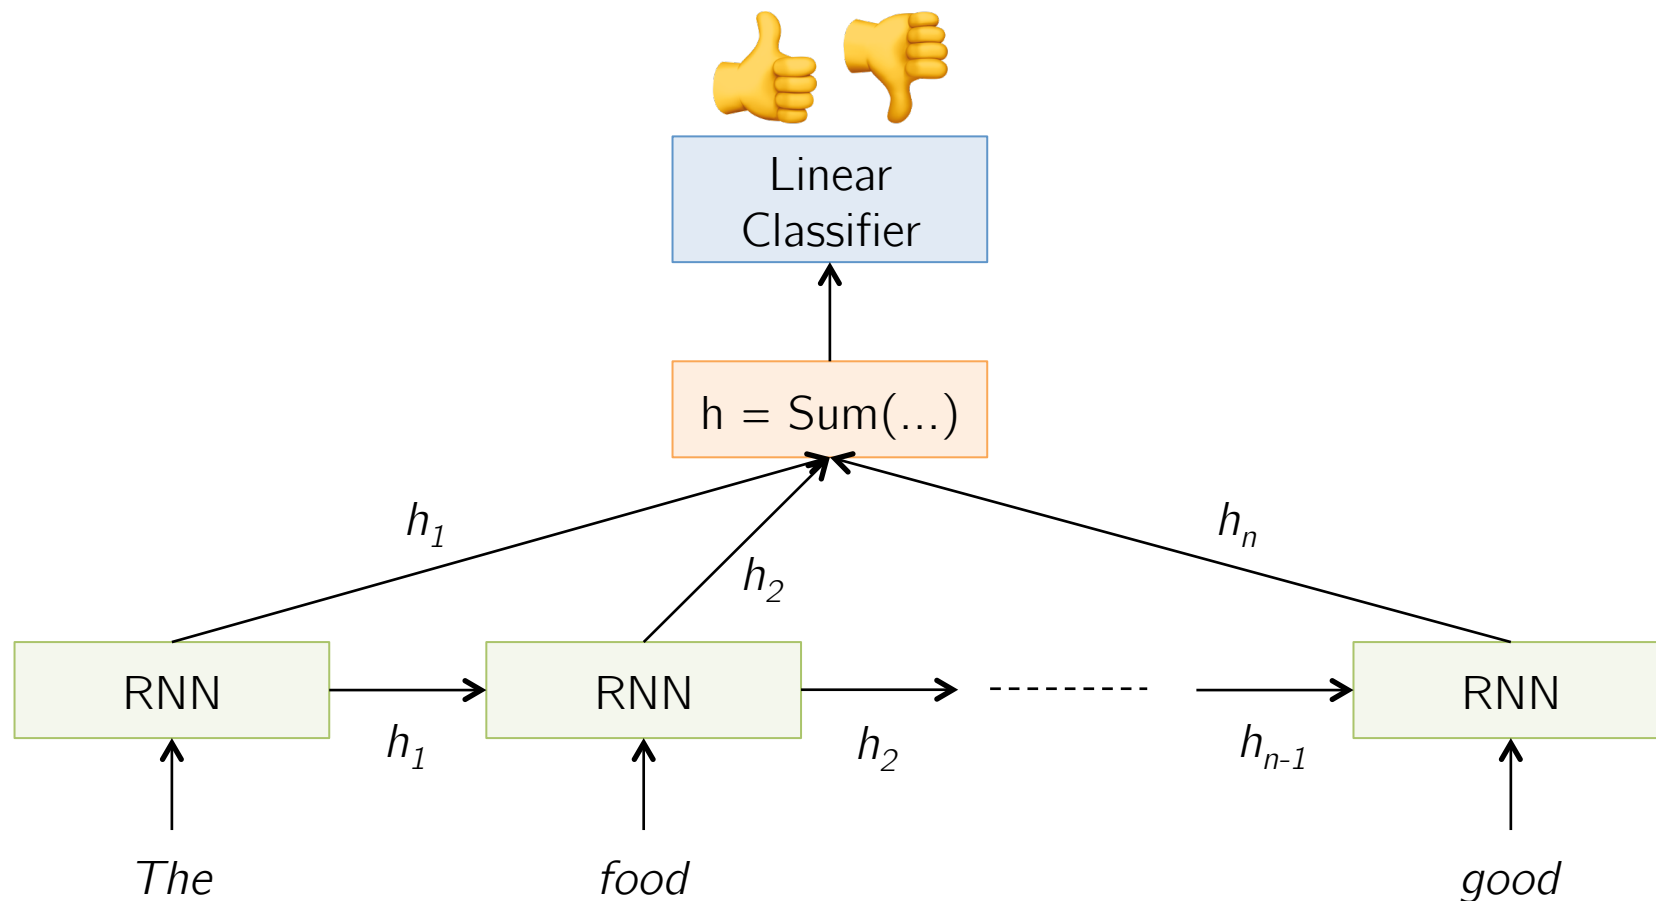 Linear
Classifier
h = Sum(...)
h₁
h₂
hₙ
RNN
RNN
RNN
h₁
h₂
hₙ₋₁
The
food
good